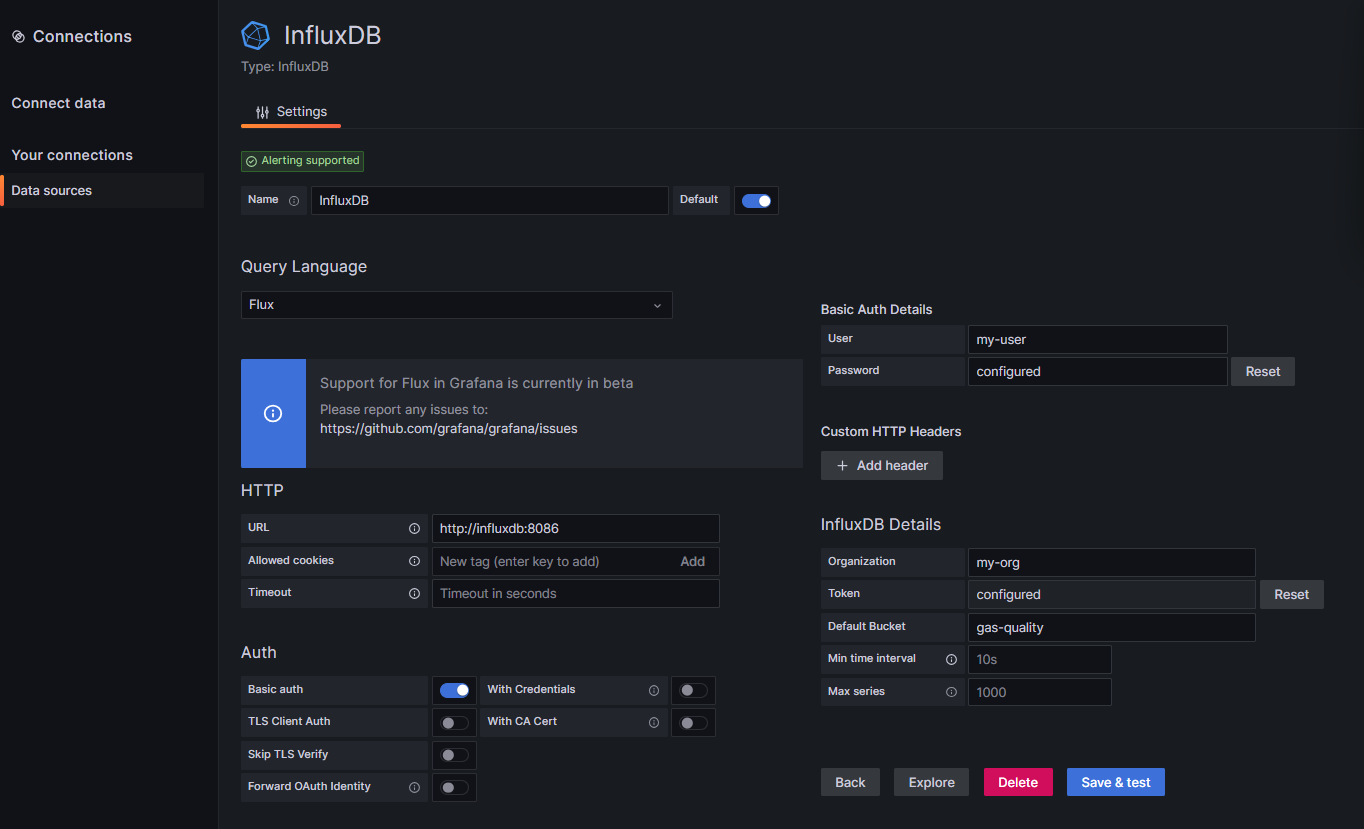 Connections
Connect data
Your connections
Data sources
InfluxDB
Type: InfluxDB
Settings
Alerting supported
Name InfluxDB Default
Query Language
Flux
Support for Flux in Grafana is currently in beta
Please report any issues to:
https://github.com/grafana/grafana/issues
HTTP
URL http://influxdb:8086
Allowed cookies New tag (enter key to add) Add
Timeout Timeout in seconds
Auth
Basic auth With Credentials
TLS Client Auth With CA Cert
Skip TLS Verify
Forward OAuth Identity
Basic Auth Details
User my-user
Password configured Reset
Custom HTTP Headers
+ Add header
InfluxDB Details
Organization my-org
Token configured Reset
Default Bucket gas-quality
Min time interval 10s
Max series 1000
Back Explore Delete Save & test